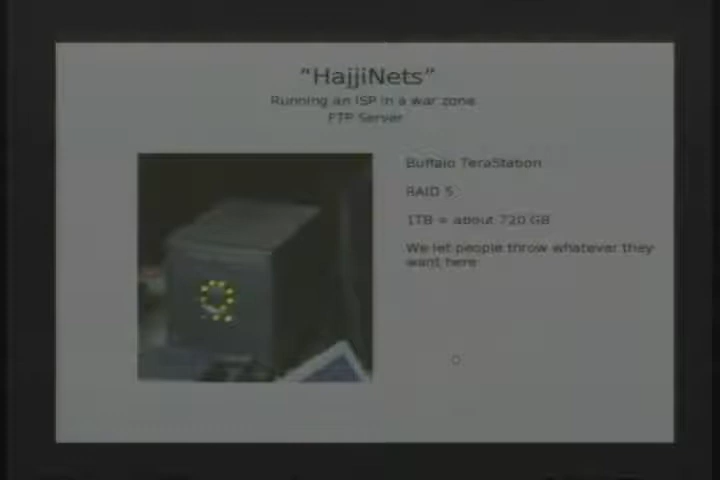 "HajjiNets"
Running an ISP in a war zone
FTP Server
Buffalo TeraStation
RAID 5
1TB = about 720 GB
We let people throw whatever they
want here